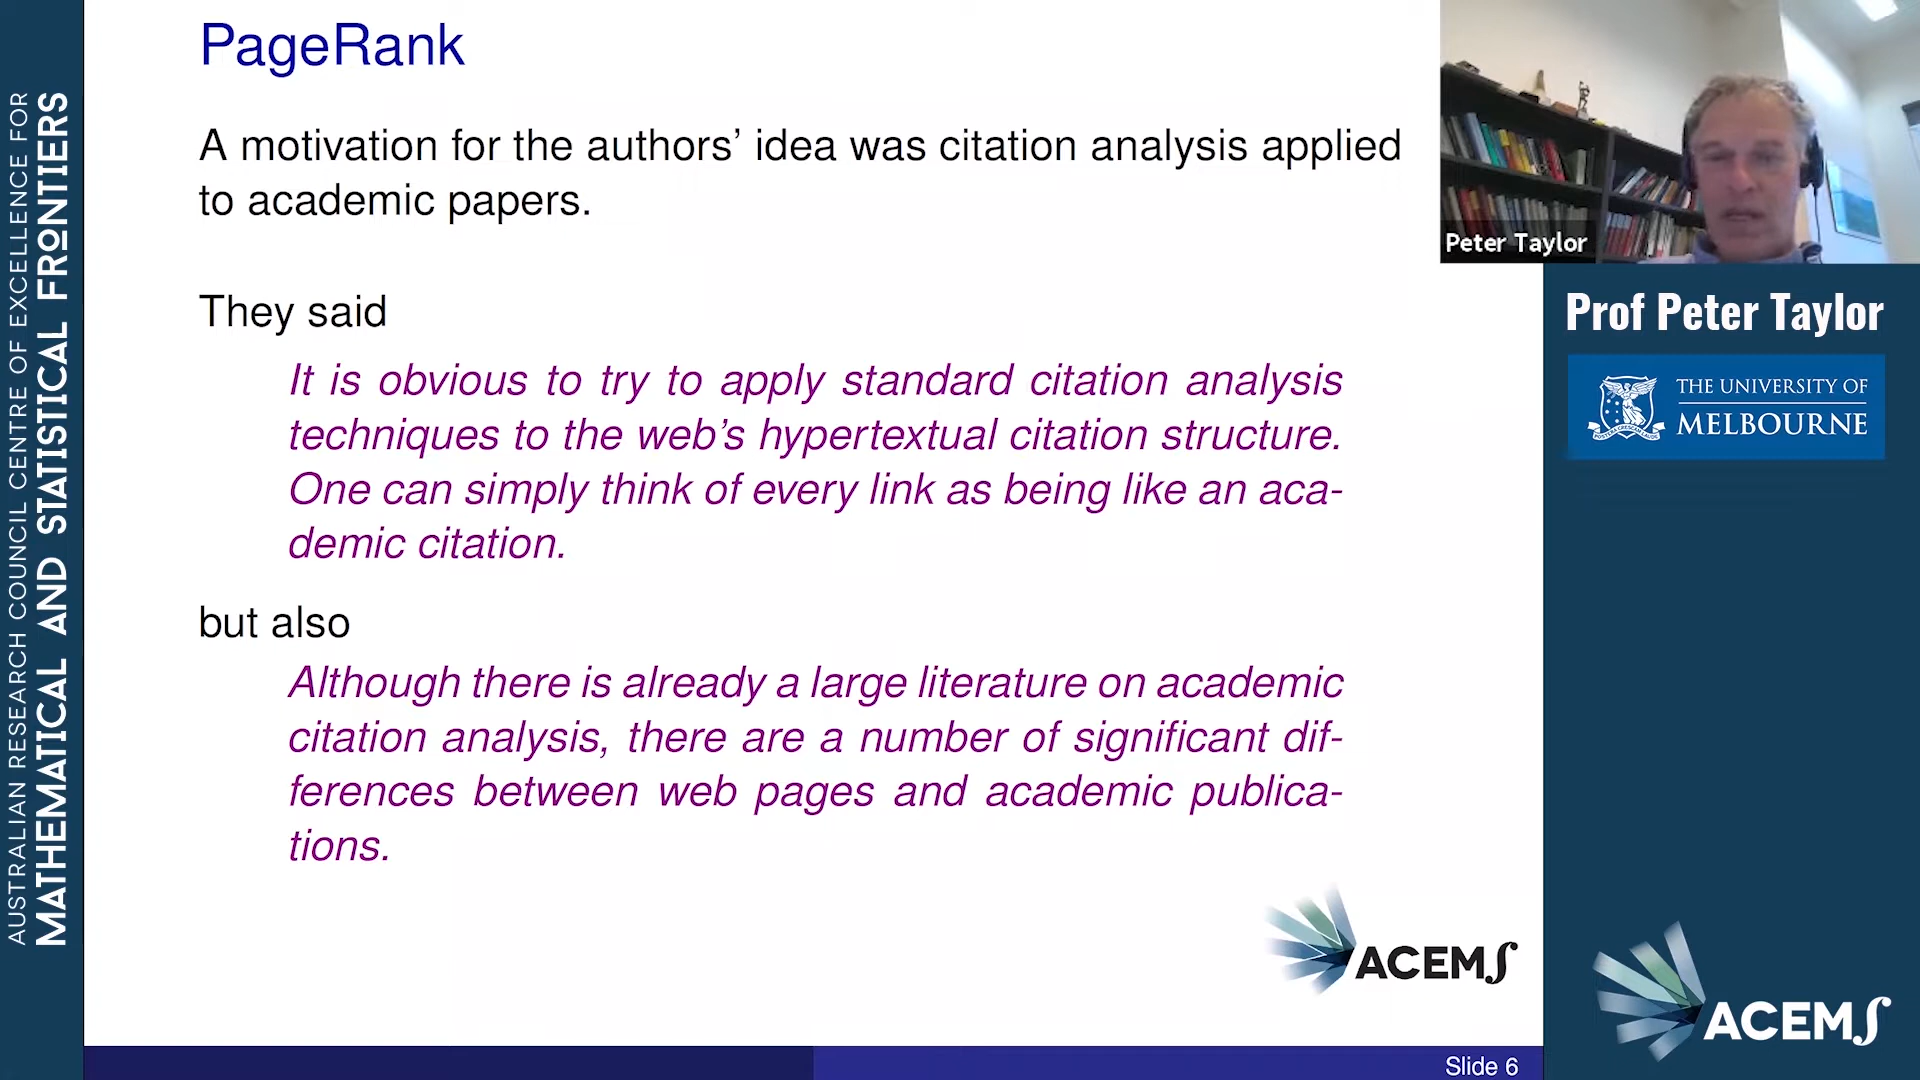 PageRank
A motivation for the authors’ idea was citation analysis applied
to academic papers.
They said
It is obvious to try to apply standard citation analysis
techniques to the web’s hypertextual citation structure.
One can simply think of every link as being like an aca-
demic citation.
but also
Although there is already a large literature on academic
citation analysis, there are a number of significant dif-
ferences between web pages and academic publica-
tions.
ACEMS
Slide 6
AUSTRALIAN RESEARCH COUNCIL CENTRE OF EXCELLENCE FOR
MATHEMATICAL AND STATISTICAL FRONTIERS
Peter Taylor
Prof Peter Taylor
THE UNIVERSITY OF
MELBOURNE
ACEMS